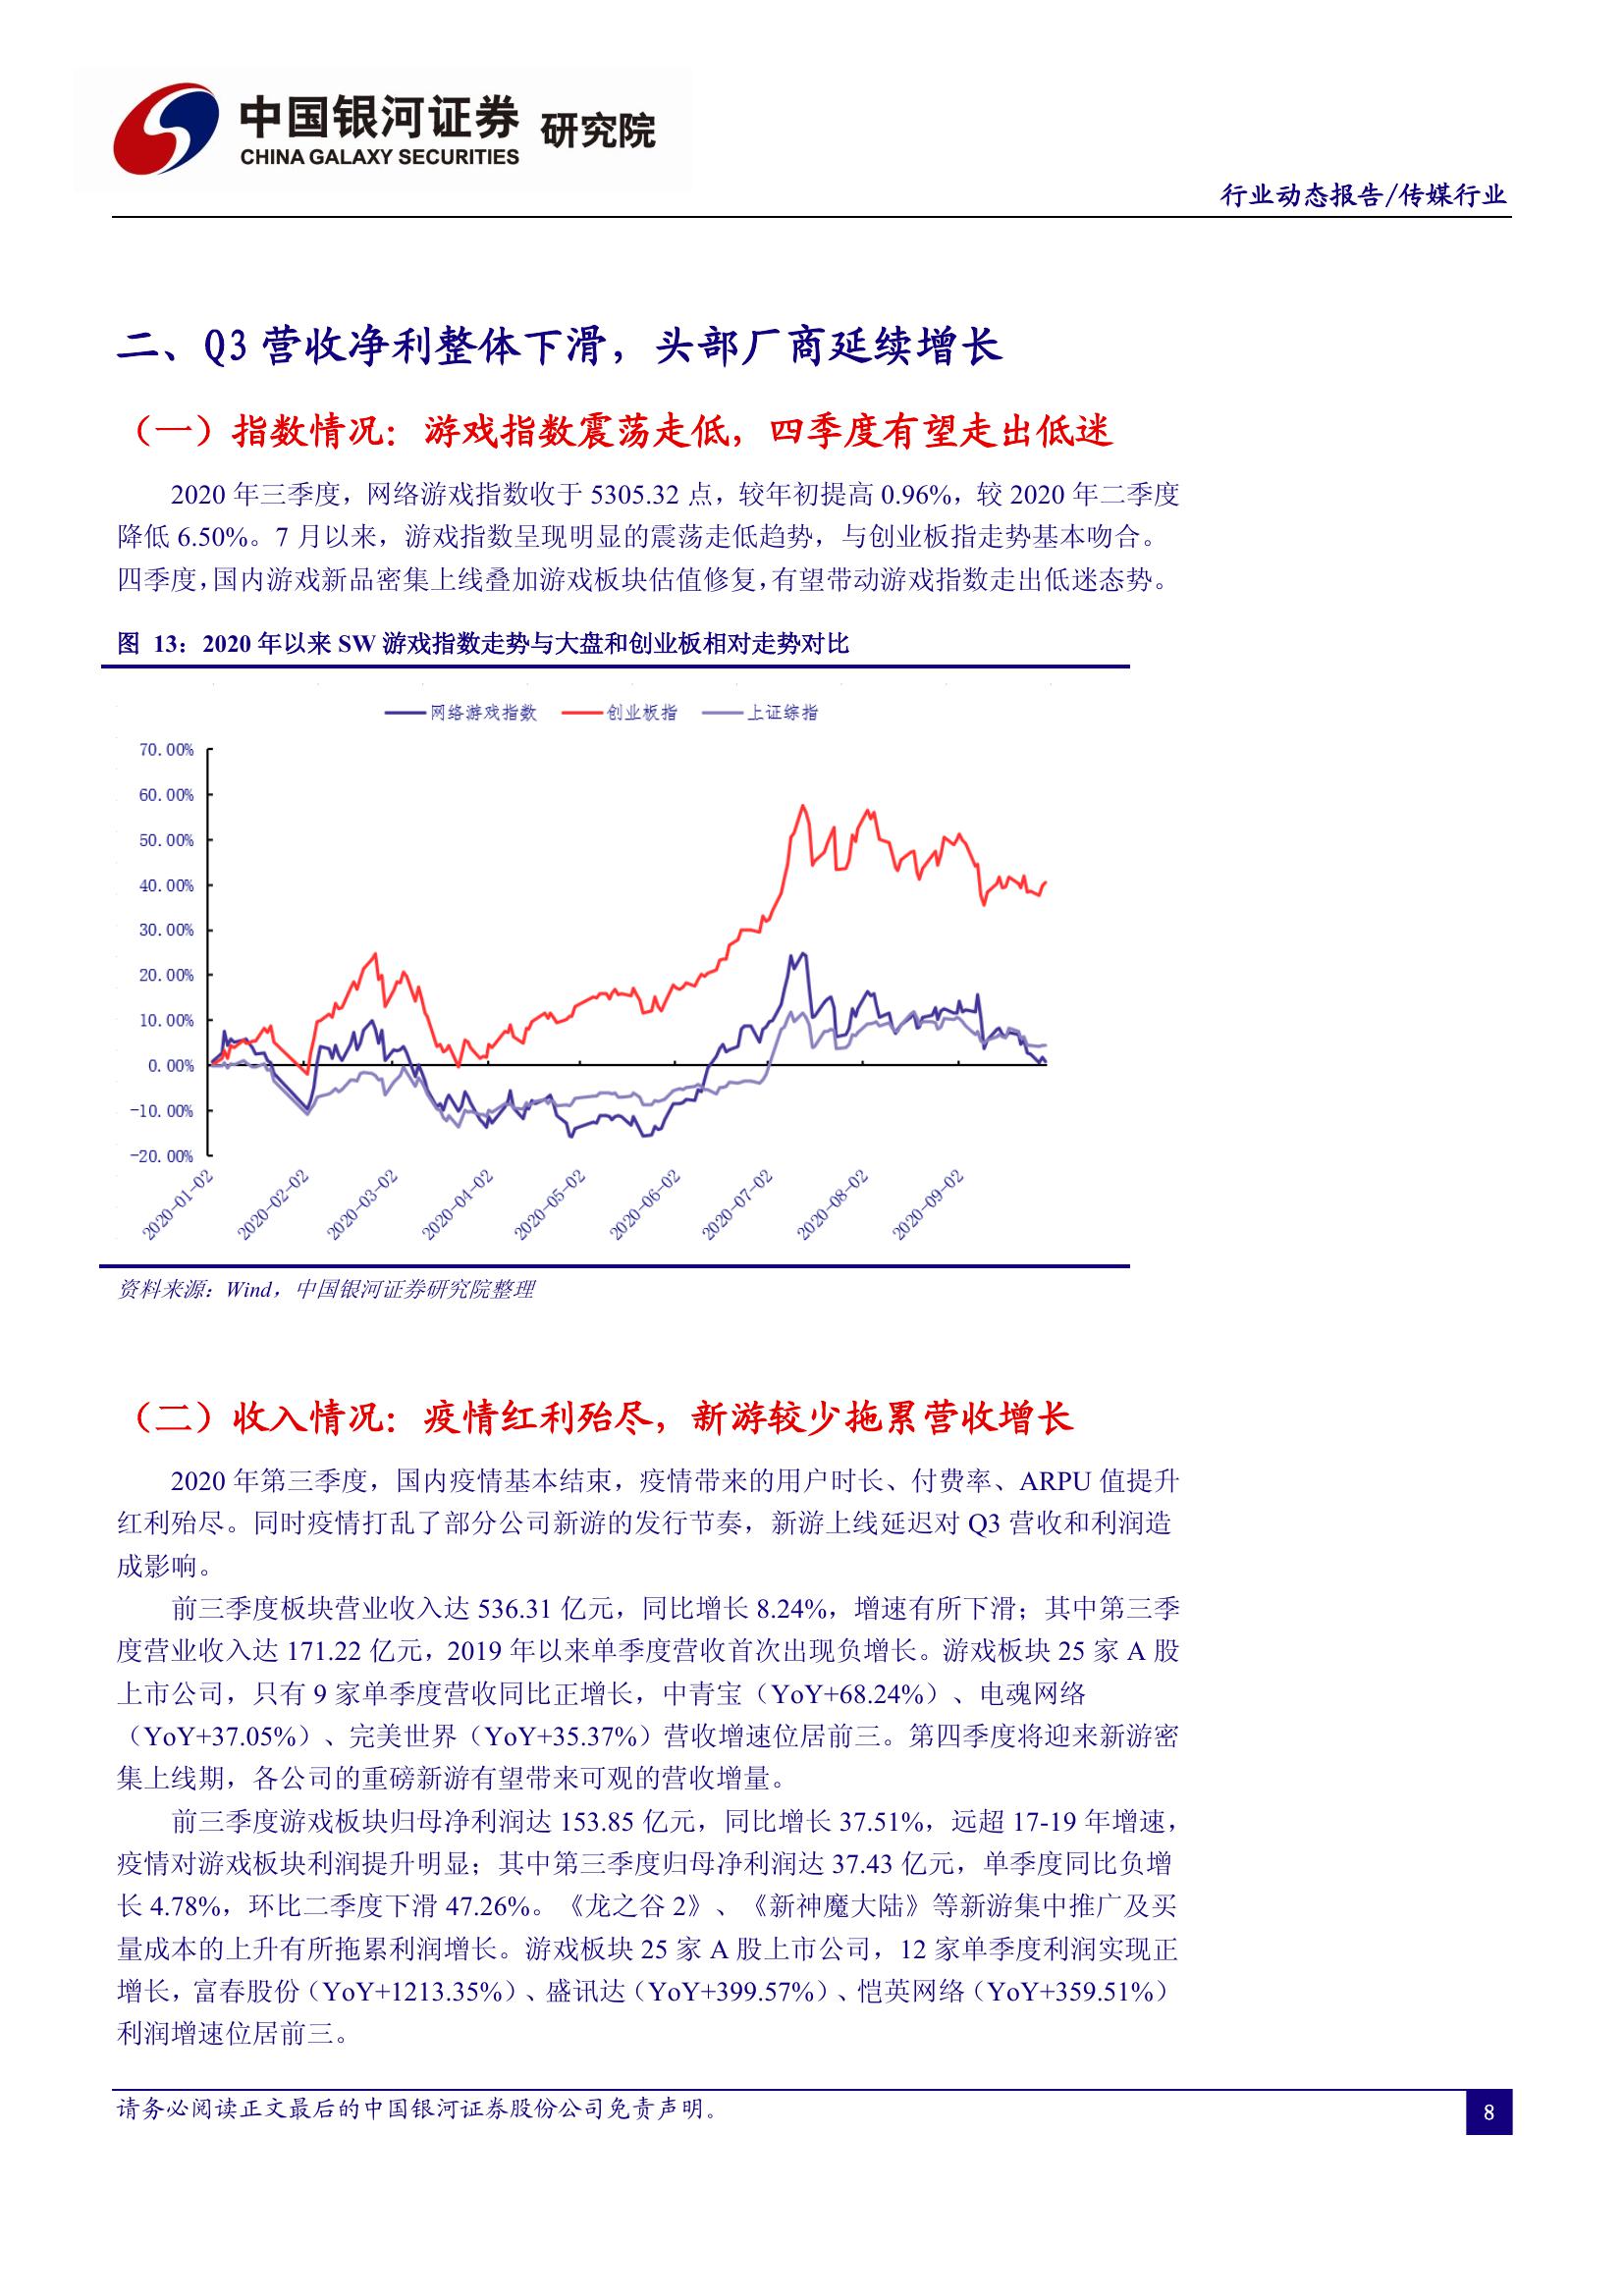 中国银河证券 研究院
CHINA GALAXY SECURITIES
行业动态报告/传媒行业
二、Q3 营收净利整体下滑，头部厂商延续增长
（一）指数情况：游戏指数震荡走低，四季度有望走出低迷
2020 年三季度，网络游戏指数收于 5305.32 点，较年初提高 0.96%，较 2020 年二季度
降低 6.50%。7 月以来，游戏指数呈现明显的震荡走低趋势，与创业板指走势基本吻合。
四季度，国内游戏新品密集上线叠加游戏板块估值修复，有望带动游戏指数走出低迷态势。
图 13：2020 年以来 SW 游戏指数走势与大盘和创业板相对走势对比
网络游戏指数 创业板指 上证综指
70.00%
60.00%
50.00%
40.00%
30.00%
20.00%
10.00%
0.00%
-10.00%
-20.00%
2020-01-02 2020-02-02 2020-03-02 2020-04-02 2020-05-02 2020-06-02 2020-07-02 2020-08-02 2020-09-02
资料来源：Wind，中国银河证券研究院整理
（二）收入情况：疫情红利殆尽，新游较少拖累营收增长
2020 年第三季度，国内疫情基本结束，疫情带来的用户时长、付费率、ARPU 值提升
红利殆尽。同时疫情打乱了部分公司新游的发行节奏，新游上线延迟对 Q3 营收和利润造
成影响。
前三季度板块营业收入达 536.31 亿元，同比增长 8.24%，增速有所下滑；其中第三季
度营业收入达 171.22 亿元，2019 年以来单季度营收首次出现负增长。游戏板块 25 家 A 股
上市公司，只有 9 家单季度营收同比正增长，中青宝（YoY+68.24%）、电魂网络
（YoY+37.05%）、完美世界（YoY+35.37%）营收增速位居前三。第四季度将迎来新游密
集上线期，各公司的重磅新游有望带来可观的营收增量。
前三季度游戏板块归母净利润达 153.85 亿元，同比增长 37.51%，远超 17-19 年增速，
疫情对游戏板块利润提升明显；其中第三季度归母净利润达 37.43 亿元，单季度同比负增
长 4.78%，环比二季度下滑 47.26%。《龙之谷 2》、《新神魔大陆》等新游集中推广及买
量成本的上升有所拖累利润增长。游戏板块 25 家 A 股上市公司，12 家单季度利润实现正
增长，富春股份（YoY+1213.35%）、盛讯达（YoY+399.57%）、恺英网络（YoY+359.51%）
利润增速位居前三。
请务必阅读正文最后的中国银河证券股份公司免责声明。
8